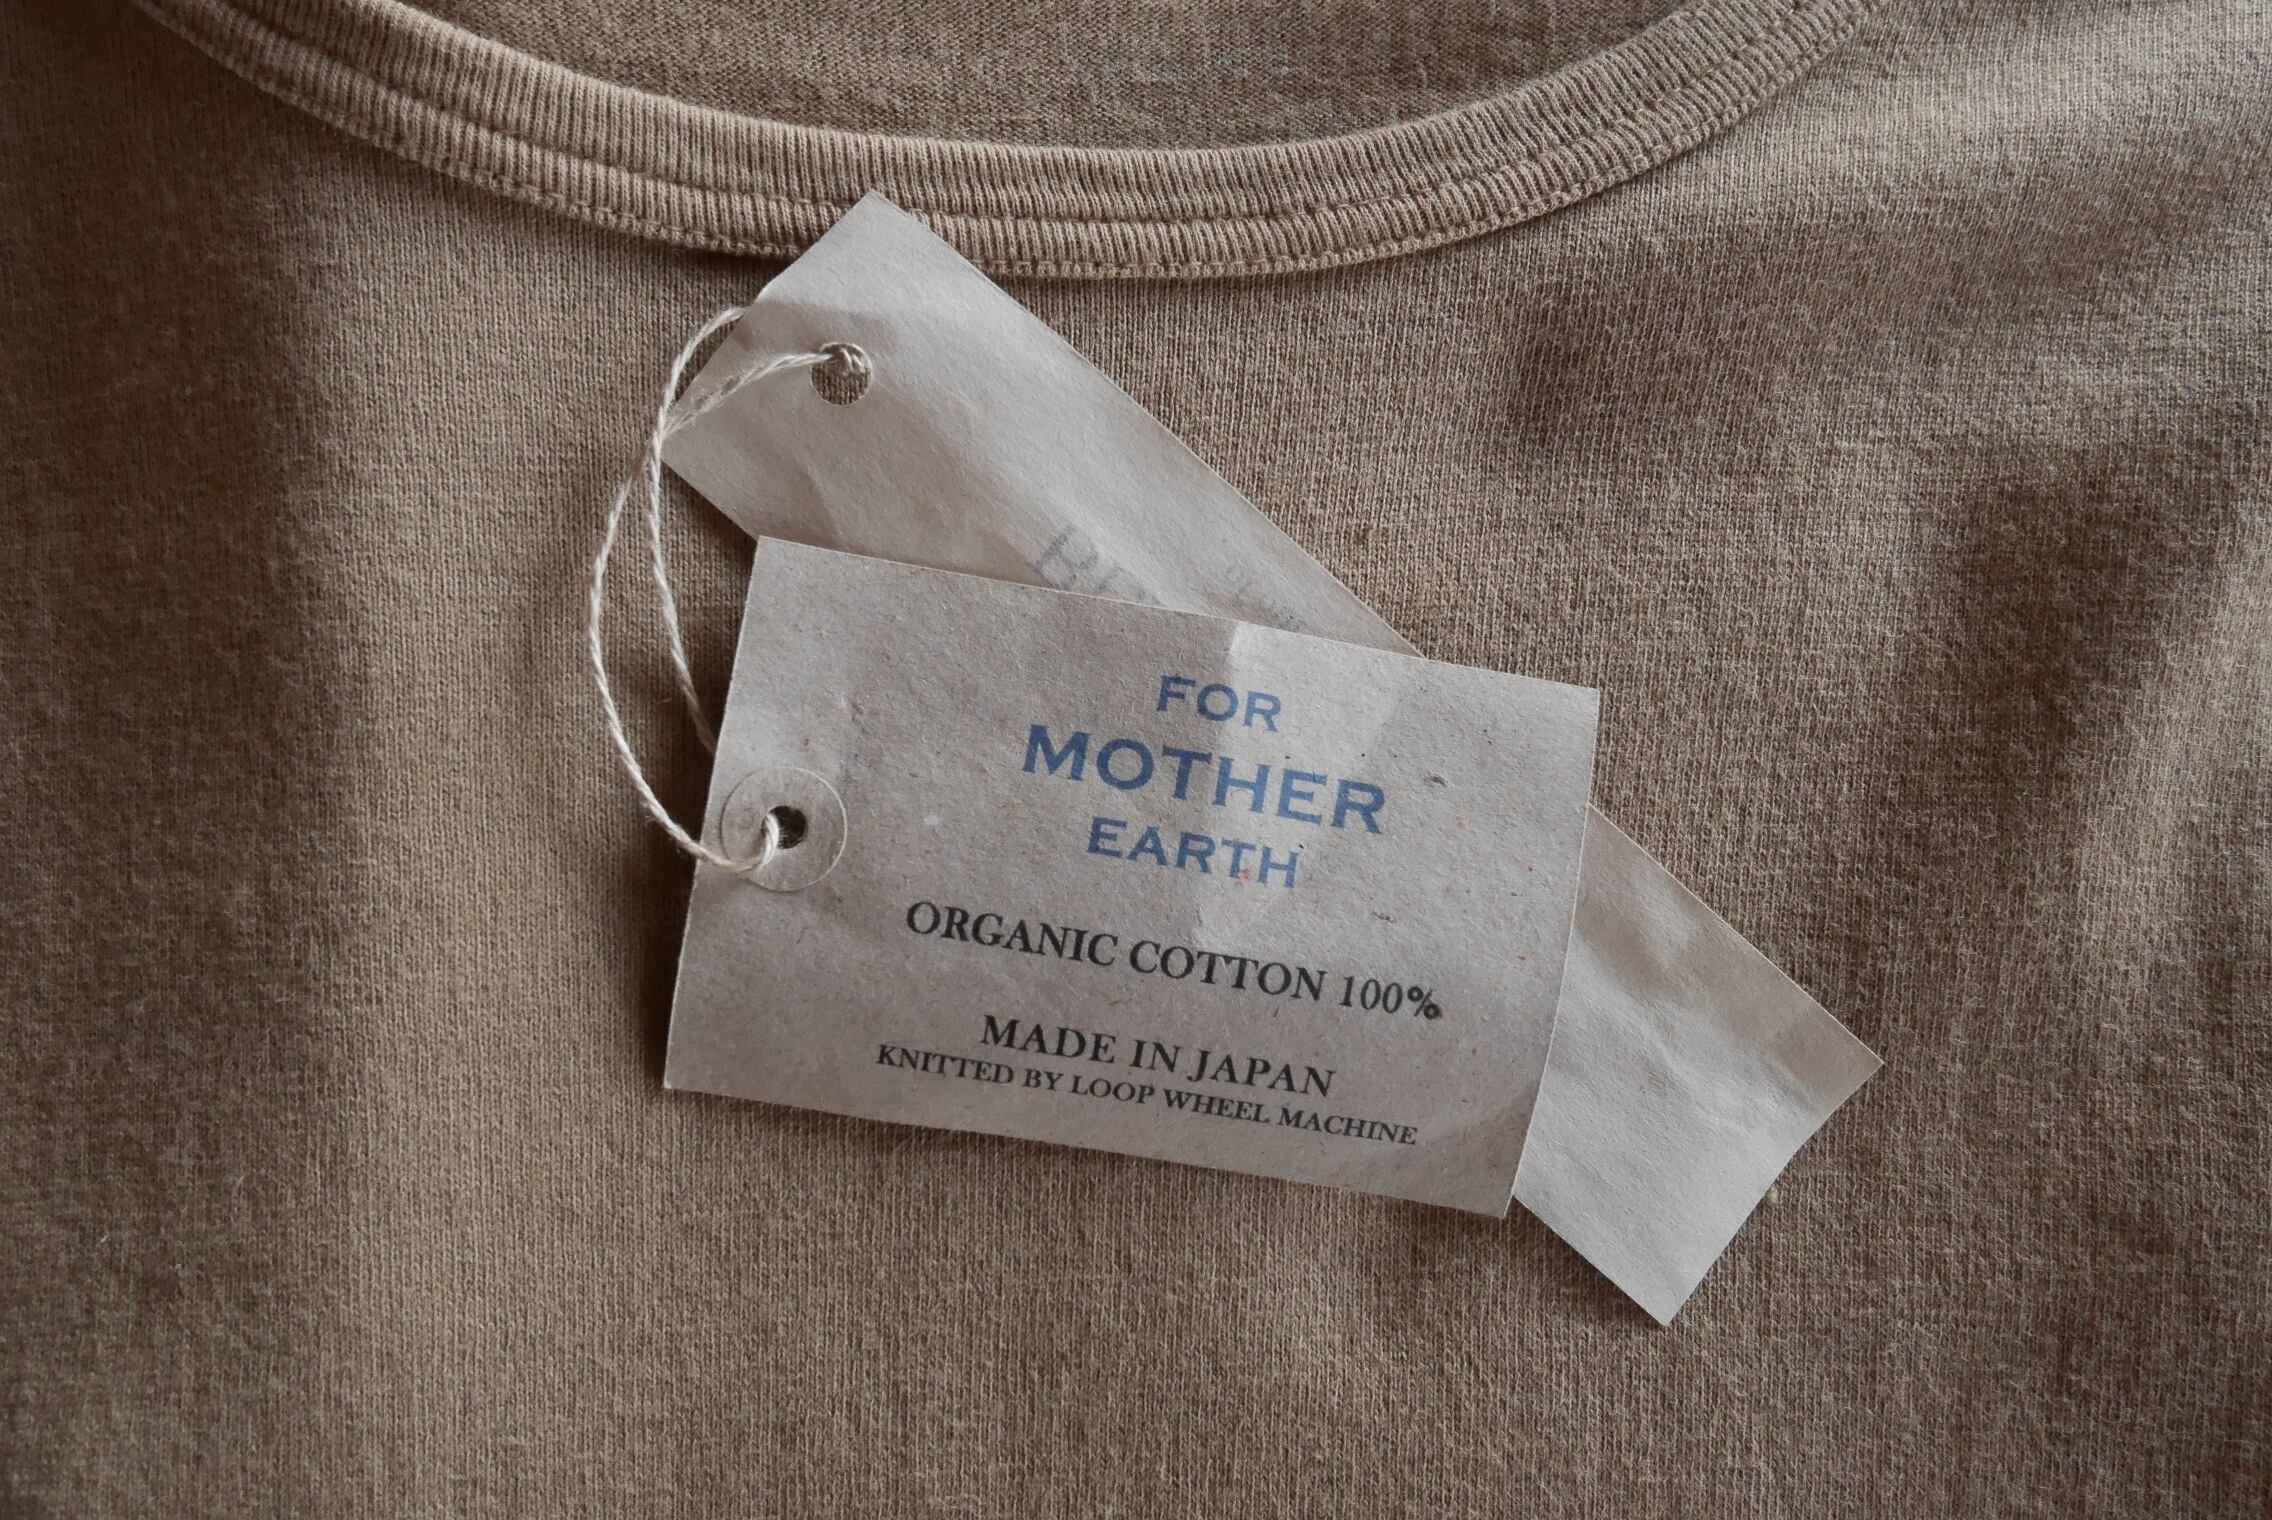 FOR
MOTHER
EARTH
ORGANIC COTTON 100%
MADE IN JAPAN
KNITTED BY LOOP WHEEL MACHINE